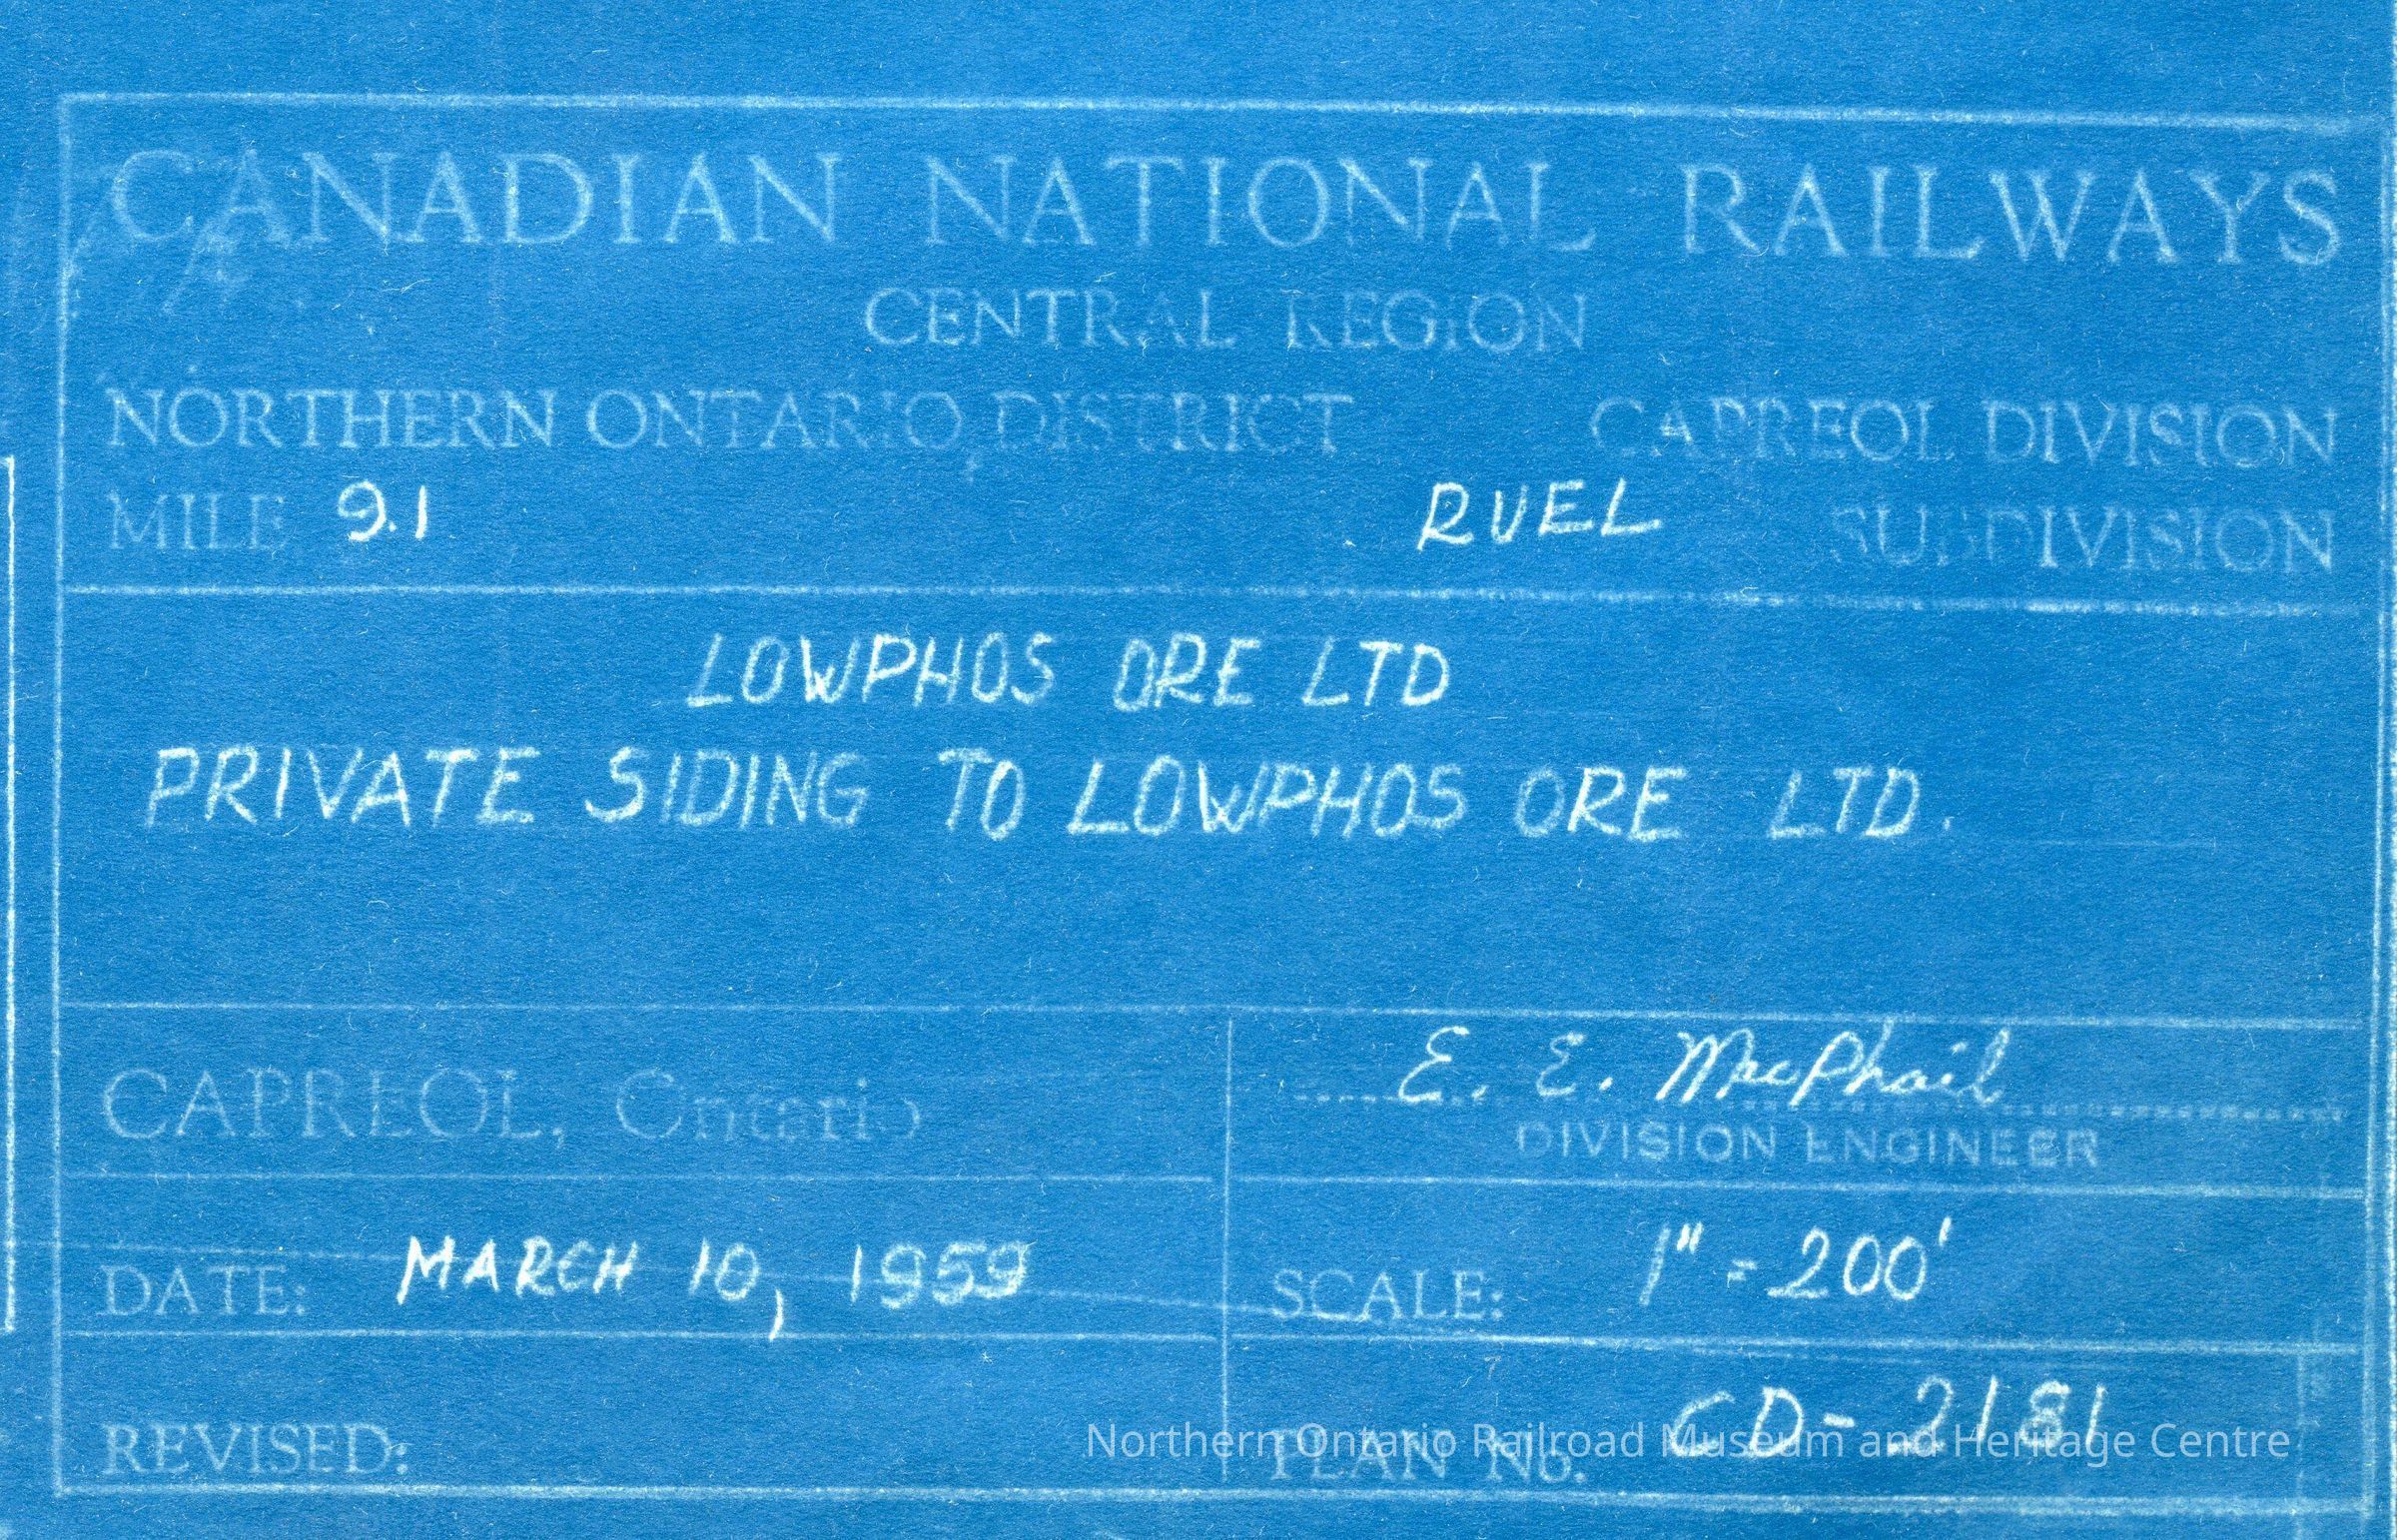 CANADIAN NATIONAL RAILWAYS
CENTRAL REGION
NORTHERN ONTARIO DISTRICT CAPREOL DIVISION
MILE 9.1 RUEL SUBDIVISION
LOWPHOS ORE LTD
PRIVATE SIDING TO LOWPHOS ORE LTD.
CAPREOL, Ontario
E. E. MacPhail
DIVISION ENGINEER
DATE: MARCH 10, 1959
SCALE: 1" = 200'
REVISED:
PLAN No. CD-2181
Northern Ontario Railroad Museum and Heritage Centre